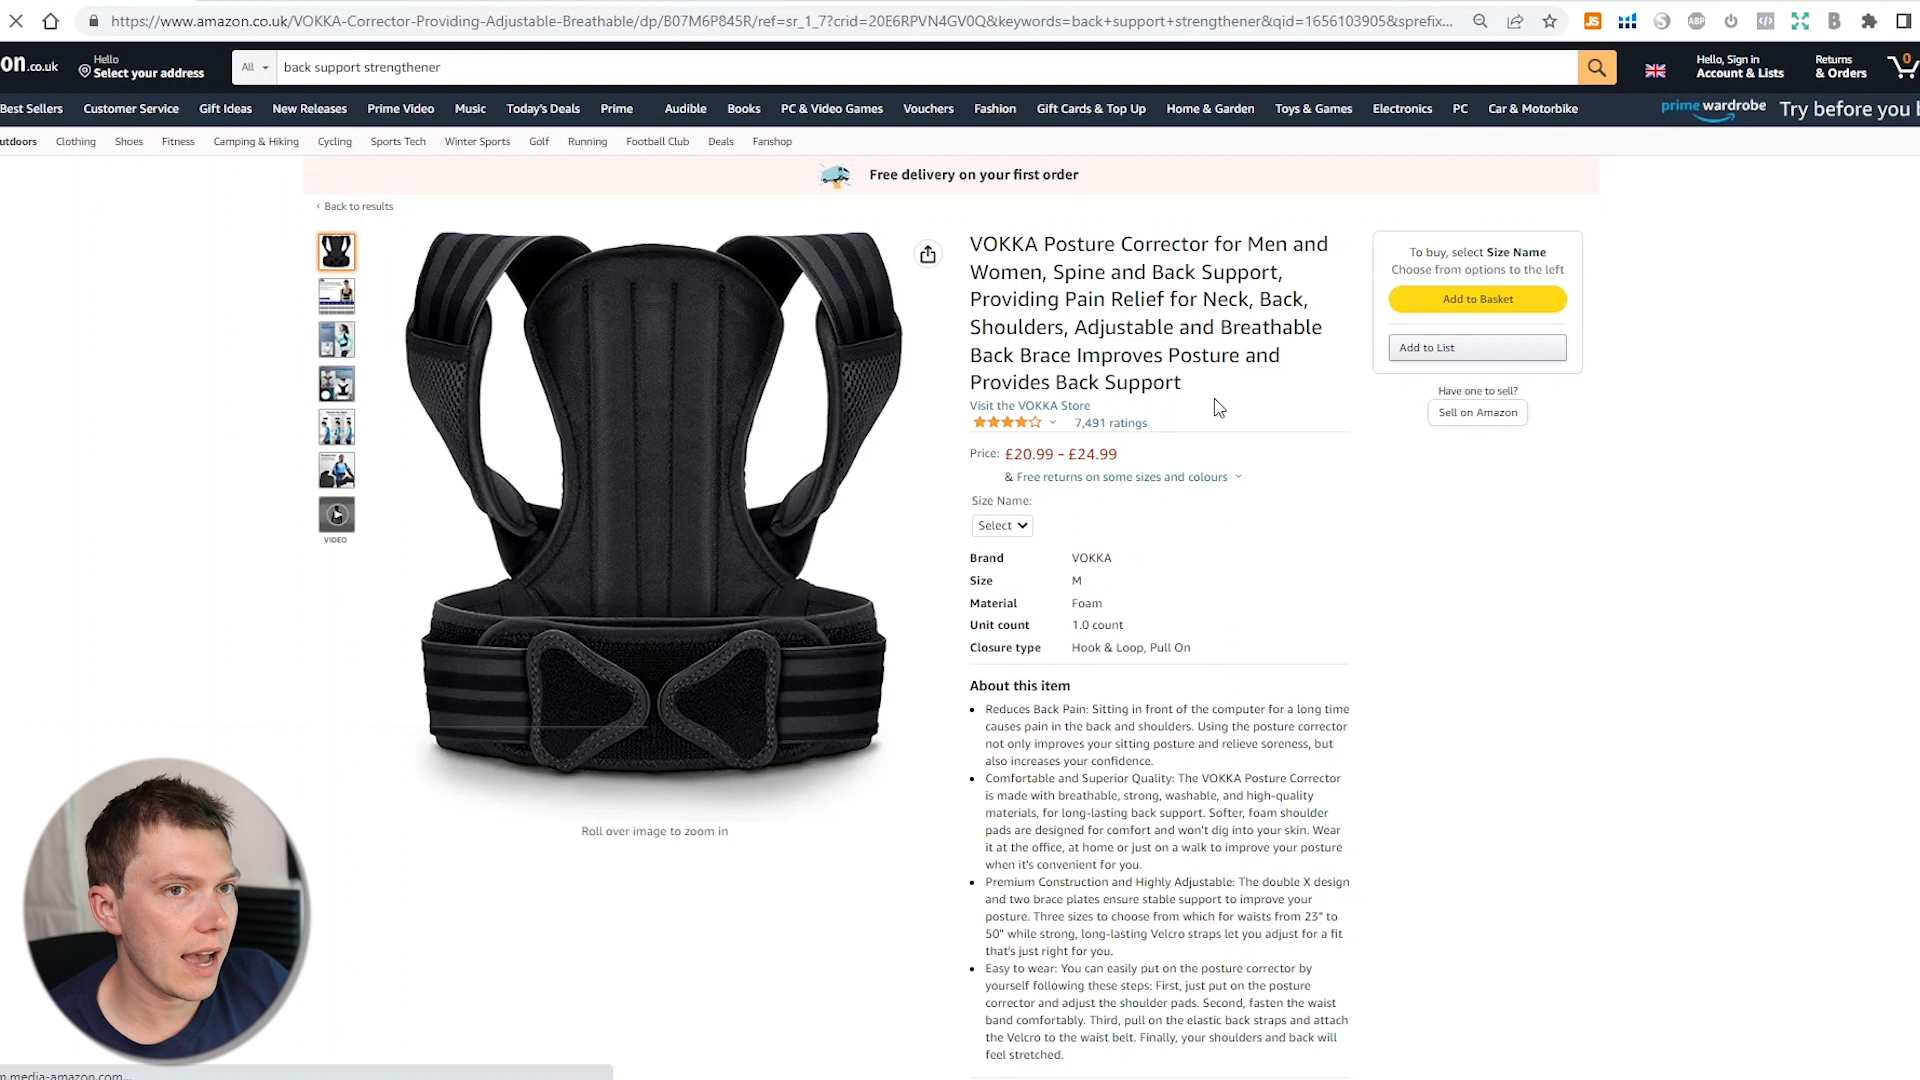 https://www.amazon.co.uk/VOKKA-Corrector-Providing-Adjustable-Breathable/dp/B07M6P845R/ref=sr_1_7?crid=20E6RPVN4GV0Q&keywords=back+support+strengthener&qid=1656103905&sprefix...
on.co.uk
Hello
Select your address
All
back support strengthener
Hello, Sign in
Account & Lists
Returns
& Orders
0
Best Sellers Customer Service Gift Ideas New Releases Prime Video Music Today's Deals Prime Audible Books PC & Video Games Vouchers Fashion Gift Cards & Top Up Home & Garden Toys & Games Electronics PC Car & Motorbike
prime wardrobe Try before you b
utdoors Clothing Shoes Fitness Camping & Hiking Cycling Sports Tech Winter Sports Golf Running Football Club Deals Fanshop
Free delivery on your first order
‹ Back to results
VIDEO
Roll over image to zoom in
VOKKA Posture Corrector for Men and
Women, Spine and Back Support,
Providing Pain Relief for Neck, Back,
Shoulders, Adjustable and Breathable
Back Brace Improves Posture and
Provides Back Support
Visit the VOKKA Store
7,491 ratings
Price: £20.99 - £24.99
& Free returns on some sizes and colours
Size Name:
Select
Brand VOKKA
Size M
Material Foam
Unit count 1.0 count
Closure type Hook & Loop, Pull On
About this item
• Reduces Back Pain: Sitting in front of the computer for a long time
causes pain in the back and shoulders. Using the posture corrector
not only improves your sitting posture and relieve soreness, but
also increases your confidence.
• Comfortable and Superior Quality: The VOKKA Posture Corrector
is made with breathable, strong, washable, and high-quality
materials, for long-lasting back support. Softer, foam shoulder
pads are designed for comfort and won't dig into your skin. Wear
it at the office, at home or just on a walk to improve your posture
when it's convenient for you.
• Premium Construction and Highly Adjustable: The double X design
and two brace plates ensure stable support to improve your
posture. Three sizes to choose from which for waists from 23" to
50" while strong, long-lasting Velcro straps let you adjust for a fit
that's just right for you.
• Easy to wear: You can easily put on the posture corrector by
yourself following these steps: First, just put on the posture
corrector and adjust the shoulder pads. Second, fasten the waist
band comfortably. Third, pull on the elastic back straps and attach
the Velcro to the waist belt. Finally, your shoulders and back will
feel stretched.
To buy, select Size Name
Choose from options to the left
Add to Basket
Add to List
Have one to sell?
Sell on Amazon
m.media-amazon.com...